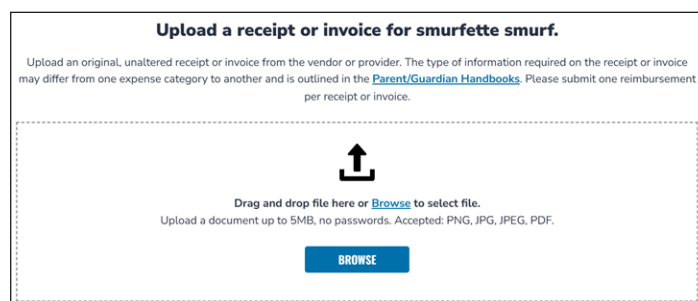 Upload a receipt or invoice for smurfette smurf.
Upload an original, unaltered receipt or invoice from the vendor or provider. The type of information required on the receipt or invoice
may differ from one expense category to another and is outlined in the Parent/Guardian Handbooks. Please submit one reimbursement
per receipt or invoice.
Drag and drop file here or Browse to select file.
Upload a document up to 5MB, no passwords. Accepted: PNG, JPG, JPEG, PDF.
BROWSE